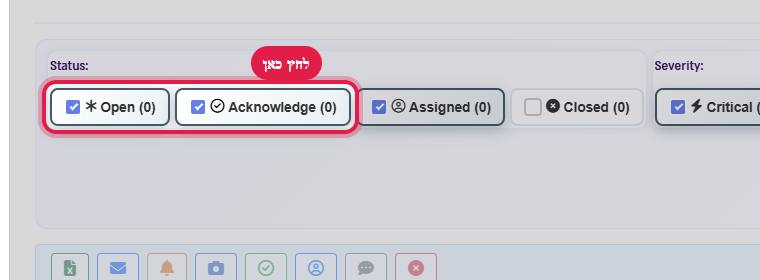 לחץ כאן
Status:
Severity:
Open (0)
Acknowledge (0)
Assigned (0)
Closed (0)
Critical (